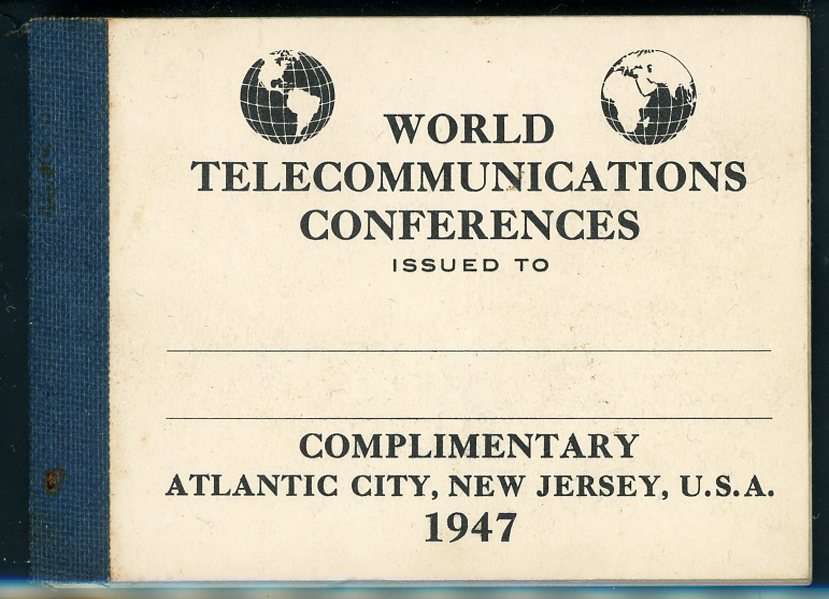 WORLD
TELECOMMUNICATIONS
CONFERENCES
ISSUED TO
COMPLIMENTARY
ATLANTIC CITY, NEW JERSEY, U.S.A.
1947